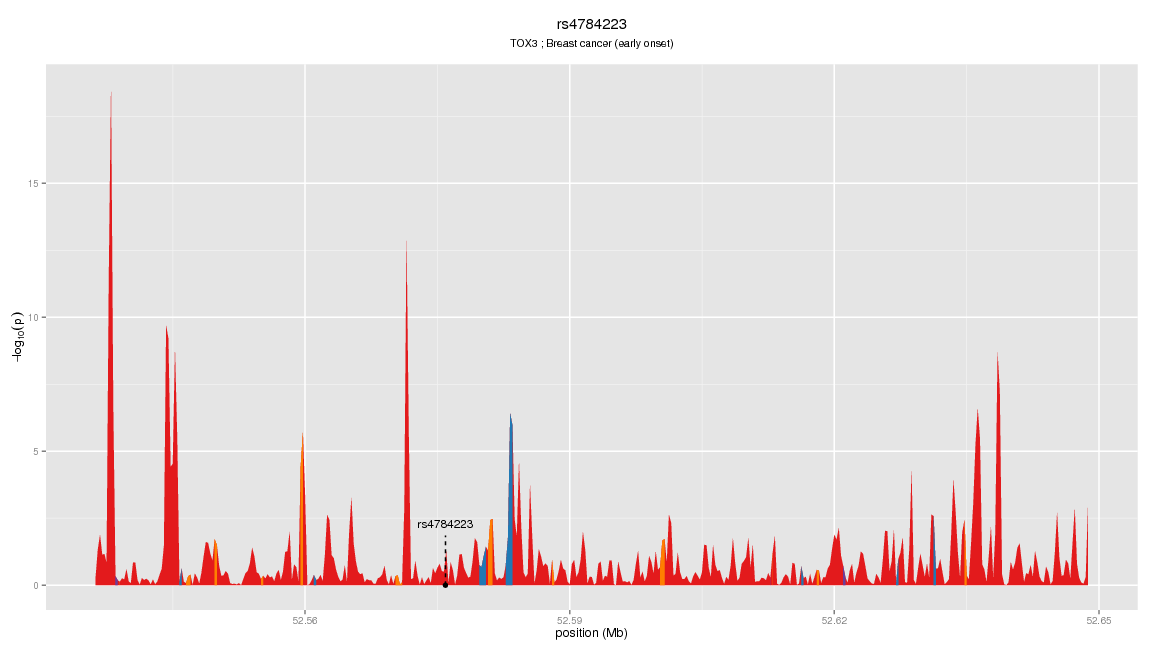 rs4784223
TOX3 ; Breast cancer (early onset)
−log₁₀(p)
15
10
5
0
rs4784223
52.56
52.59
52.62
52.65
position (Mb)